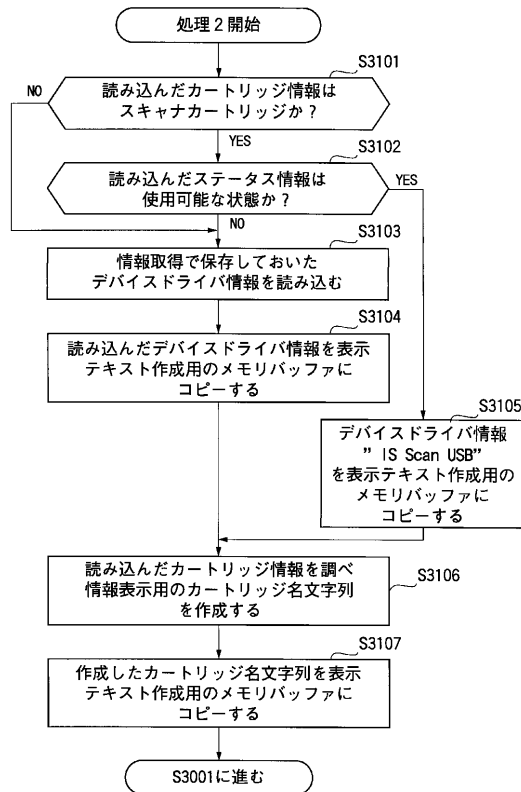 処理2開始
S3101
読み込んだカートリッジ情報は
スキャナカートリッジか?
NO
YES
S3102
読み込んだステータス情報は
使用可能な状態か?
YES
NO
S3103
情報取得で保存しておいた
デバイスドライバ情報を読み込む
S3104
読み込んだデバイスドライバ情報を表示
テキスト作成用のメモリバッファに
コピーする
S3105
デバイスドライバ情報
” IS Scan USB”
を表示テキスト作成用の
メモリバッファに
コピーする
読み込んだカートリッジ情報を調べ
情報表示用のカートリッジ名文字列
を作成する
S3106
S3107
作成したカートリッジ名文字列を表示
テキスト作成用のメモリバッファに
コピーする
S3001に進む